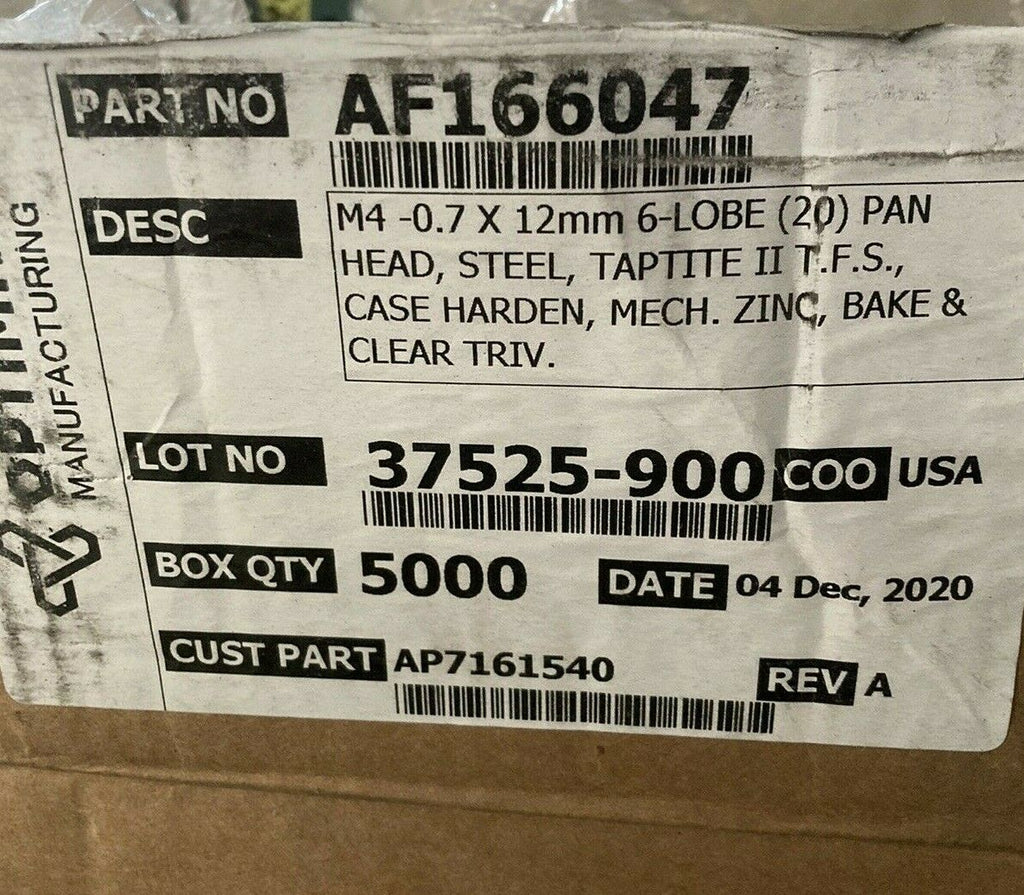 PART NO AF166047
DESC M4 -0.7 X 12mm 6-LOBE (20) PAN
HEAD, STEEL, TAPTITE II T.F.S.,
CASE HARDEN, MECH. ZINC, BAKE &
CLEAR TRIV.
LOT NO 37525-900 COO USA
BOX QTY 5000 DATE 04 Dec, 2020
CUST PART AP7161540 REV A
MANUFACTURING